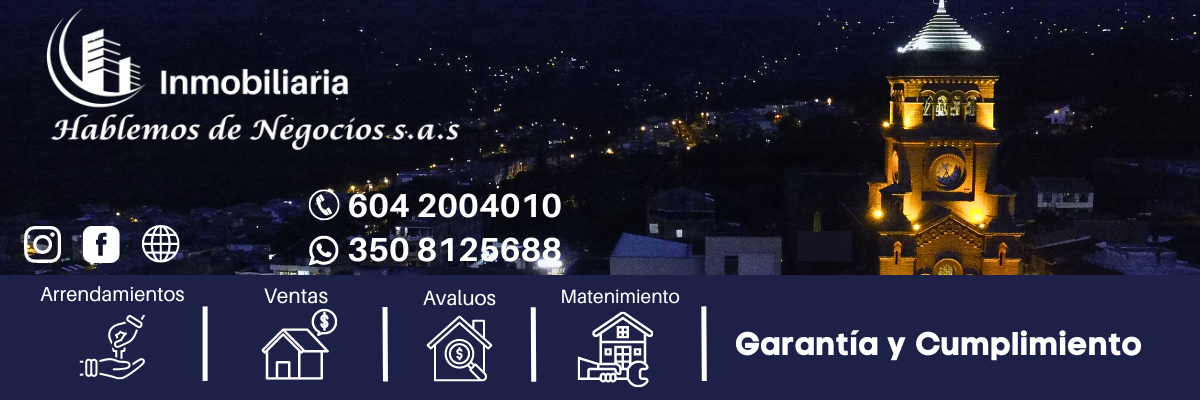 Inmobiliaria
Hablemos de Negocios s.a.s
604 2004010
350 8125688
Arrendamientos
Ventas
Avaluos
Matenimiento
Garantía y Cumplimiento